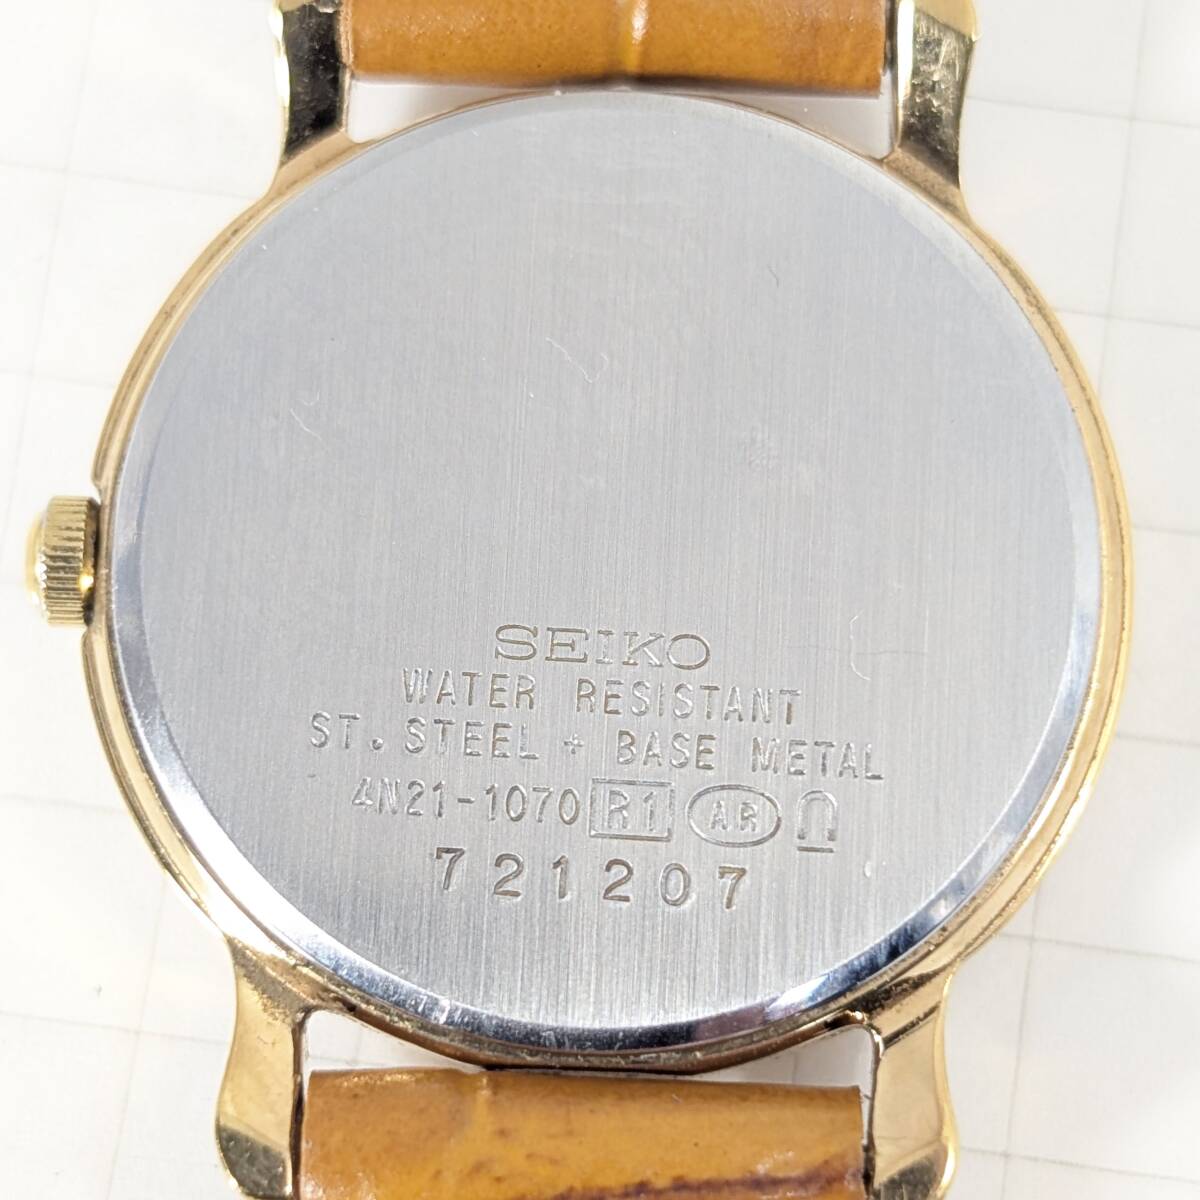 SEIKO
WATER RESISTANT
ST. STEEL + BASE METAL
4N21-1070 R1 AR Ω
721207